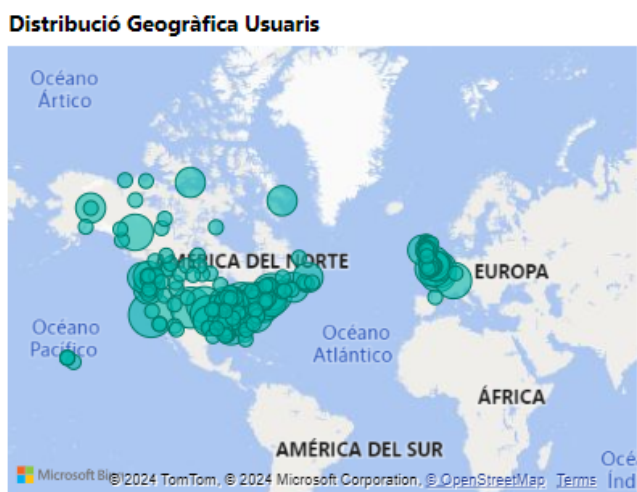 Distribució Geogràfica Usuaris
Océano
Ártico
AMÉRICA DEL NORTE
EUROPA
Océano
Pacífico
Océano
Atlántico
ÁFRICA
AMÉRICA DEL SUR
Océ
Índ
Microsoft Bing
©2024 TomTom, © 2024 Microsoft Corporation, © OpenStreetMap Terms